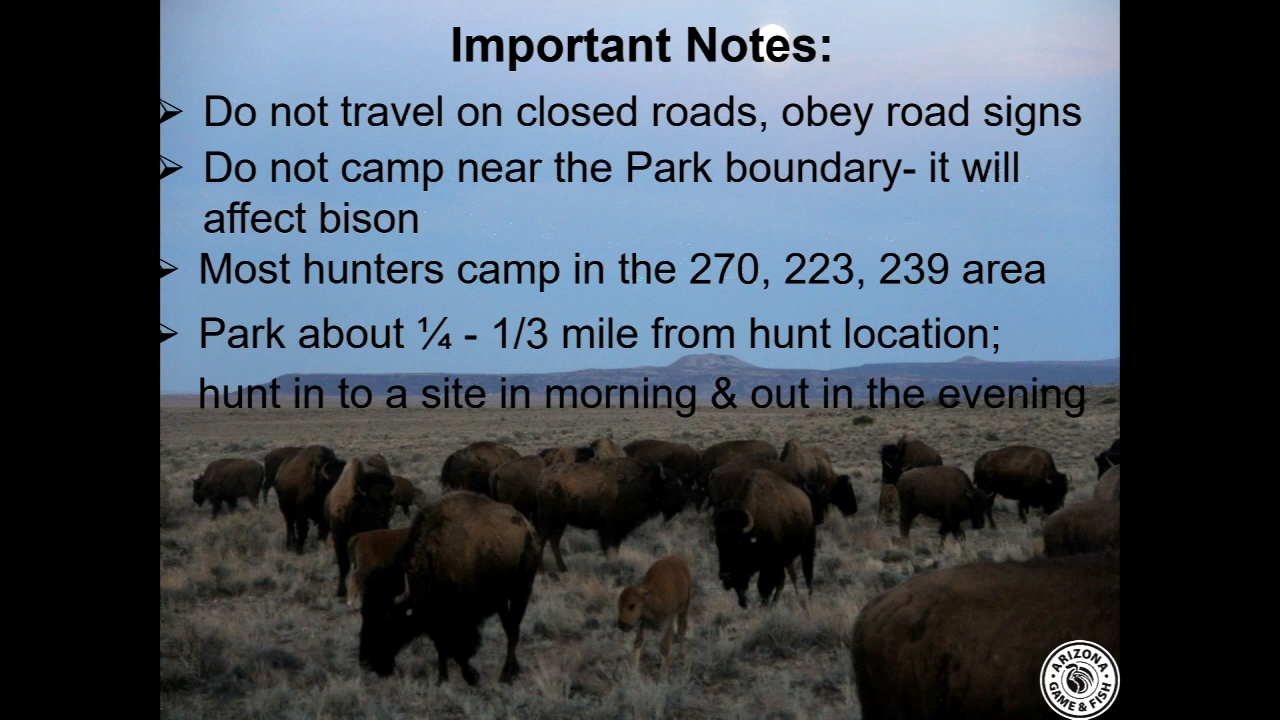 Important Notes:
Do not travel on closed roads, obey road signs
Do not camp near the Park boundary- it will
affect bison
Most hunters camp in the 270, 223, 239 area
Park about ¼ - 1/3 mile from hunt location;
hunt in to a site in morning & out in the evening
ARIZONA
GAME & FISH